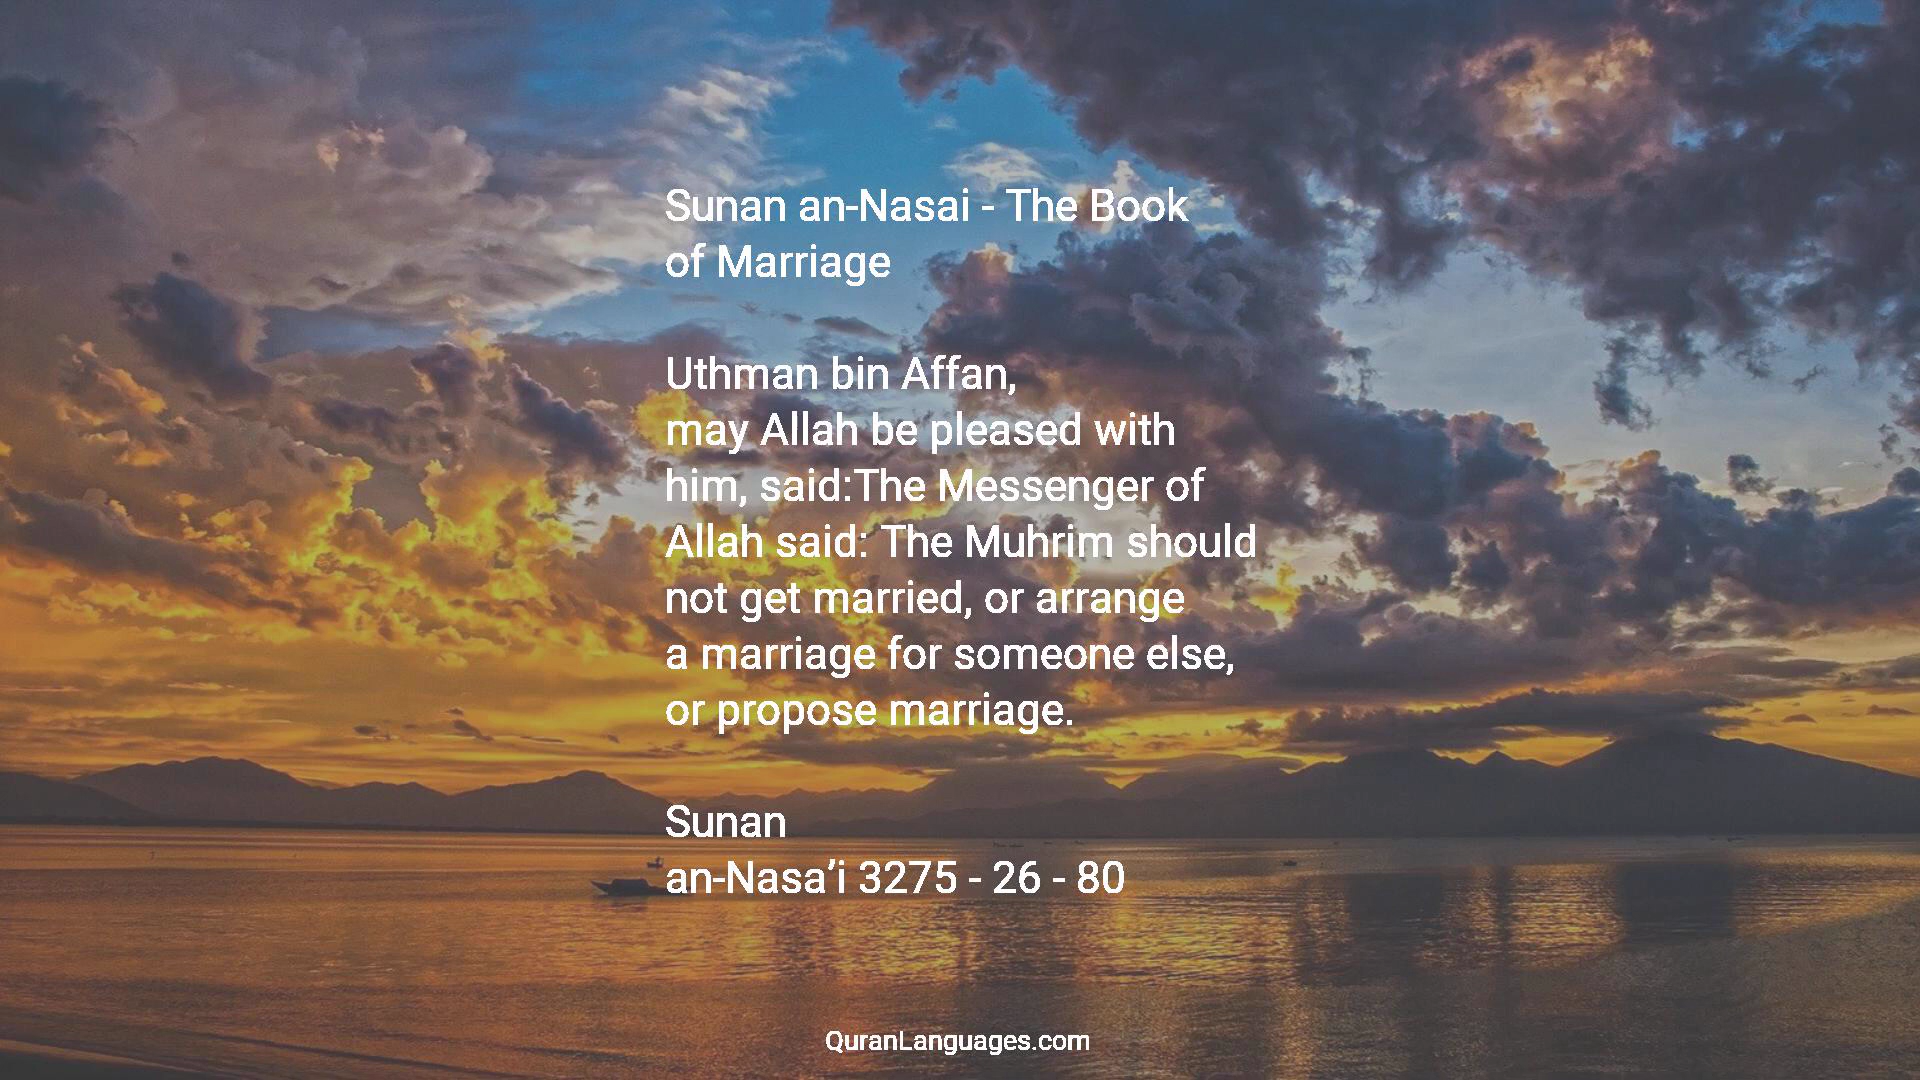 Sunan an-Nasai - The Book
of Marriage
Uthman bin Affan,
may Allah be pleased with
him, said:The Messenger of
Allah said: The Muhrim should
not get married, or arrange
a marriage for someone else,
or propose marriage.
Sunan
an-Nasa’i 3275 - 26 - 80
QuranLanguages.com